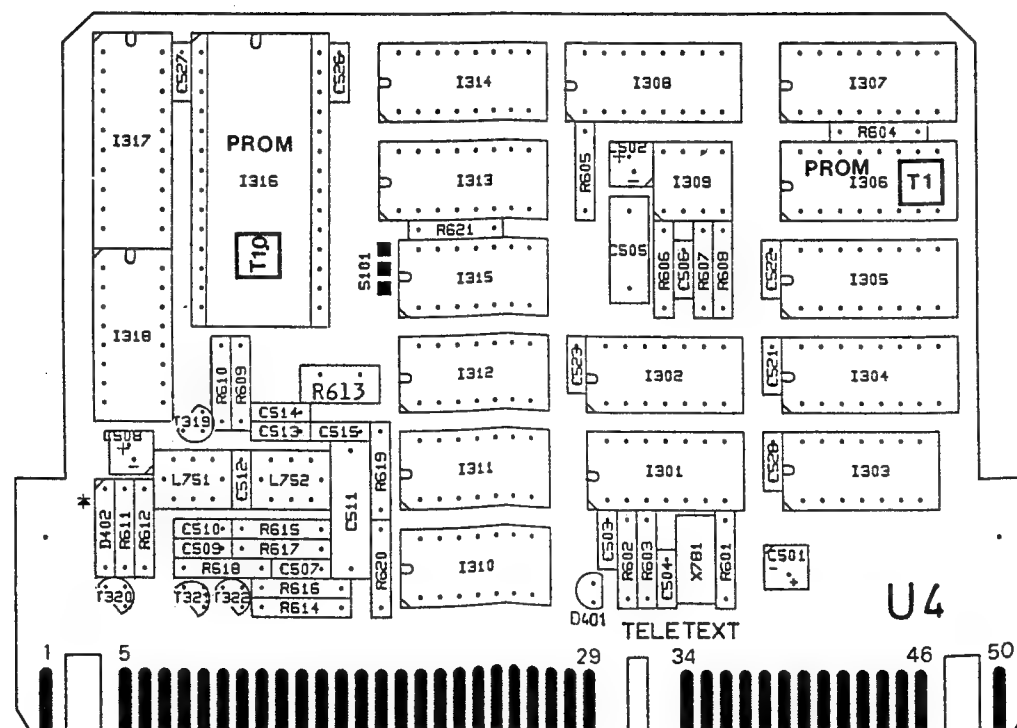 C527
C526
I314
I308
I307
I317
PROM
R604
I316
I313
R605
C502
I309
PROM
I306
T1
R621
T1,0
S101
I315
C505
R606
C506
R607
R608
C522
I305
I318
R610
R609
R613
I312
C523
I302
C521
I304
T319
C514
C513
C515
C508
L751
C512
L752
C511
R619
I311
I301
C528
I303
D402
R611
R612
C510
R615
C509
R617
R618
C507
R620
I310
C503
R602
R603
C504
X781
R601
C501
T320
T321
T322
R616
R614
D401
TELETEXT
U4
1
5
29
34
46
50